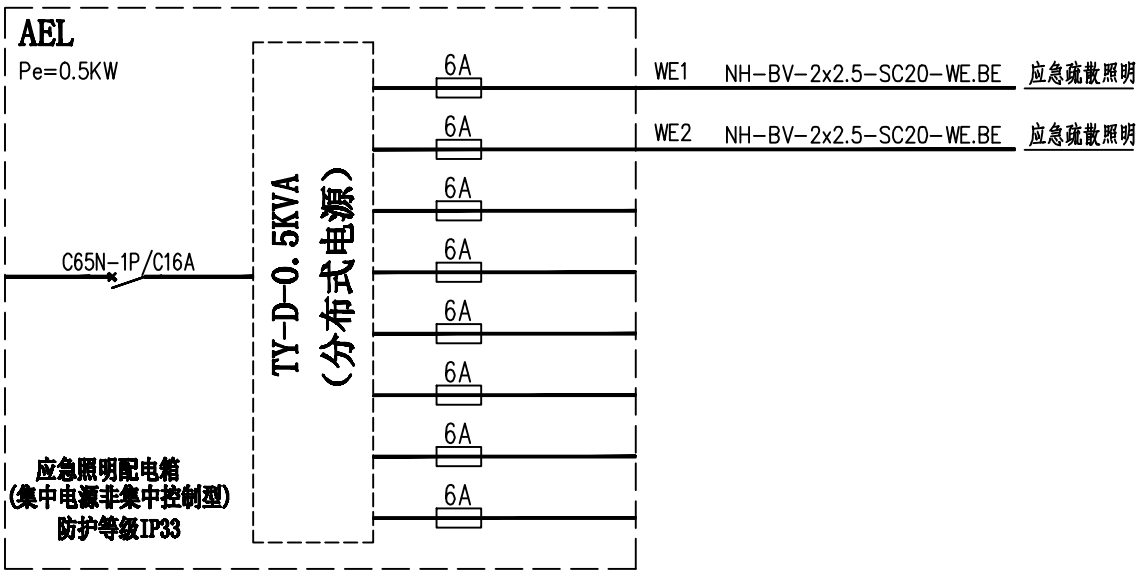 AEL
Pe=0.5KW
6A
WE1 NH-BV-2x2.5-SC20-WE.BE 应急疏散照明
6A
WE2 NH-BV-2x2.5-SC20-WE.BE 应急疏散照明
6A
C65N-1P/C16A
6A
6A
6A
6A
6A
TY-D-0.5KVA
(分布式电源)
应急照明配电箱
(集中电源非集中控制型)
防护等级IP33